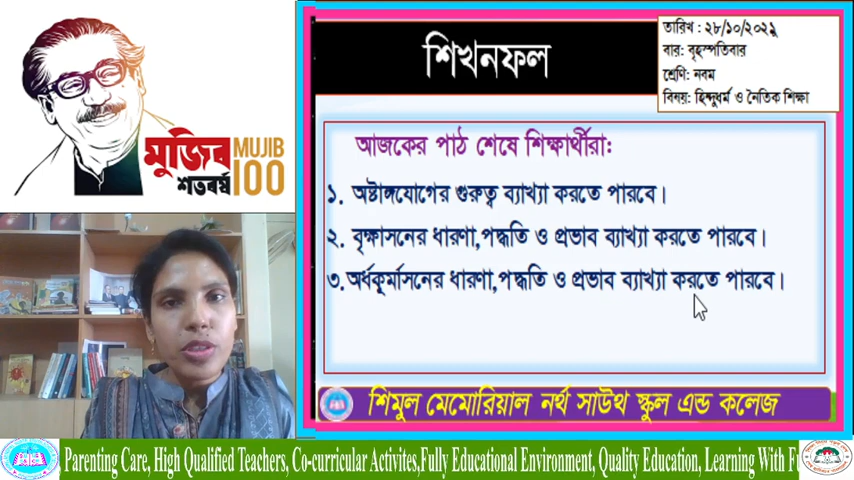 মুজিব
শতবর্ষ
MUJIB
100
শিখনফল
তারিখ : ২৮/১০/২০২১
বার: বৃহস্পতিবার
শ্রেণি: নবম
বিষয়: হিন্দুধর্ম ও নৈতিক শিক্ষা
আজকের পাঠ শেষে শিক্ষার্থীরা:
১. অষ্টাঙ্গযোগের গুরুত্ব ব্যাখ্যা করতে পারবে।
২. বৃক্ষাসনের ধারণা,পদ্ধতি ও প্রভাব ব্যাখ্যা করতে পারবে।
৩.অর্ধকূর্মাসনের ধারণা,পদ্ধতি ও প্রভাব ব্যাখ্যা করতে পারবে।
শিমুল মেমোরিয়াল নর্থ সাউথ স্কুল এন্ড কলেজ
Parenting Care, High Qualified Teachers, Co-curricular Activites,Fully Educational Environment, Quality Education, Learning With